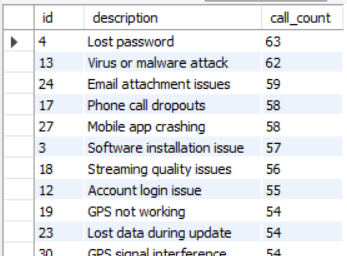 id description call_count
4 Lost password 63
13 Virus or malware attack 62
24 Email attachment issues 59
17 Phone call dropouts 58
27 Mobile app crashing 58
3 Software installation issue 57
18 Streaming quality issues 56
12 Account login issue 55
19 GPS not working 54
23 Lost data during update 54
30 GPS signal interference 54